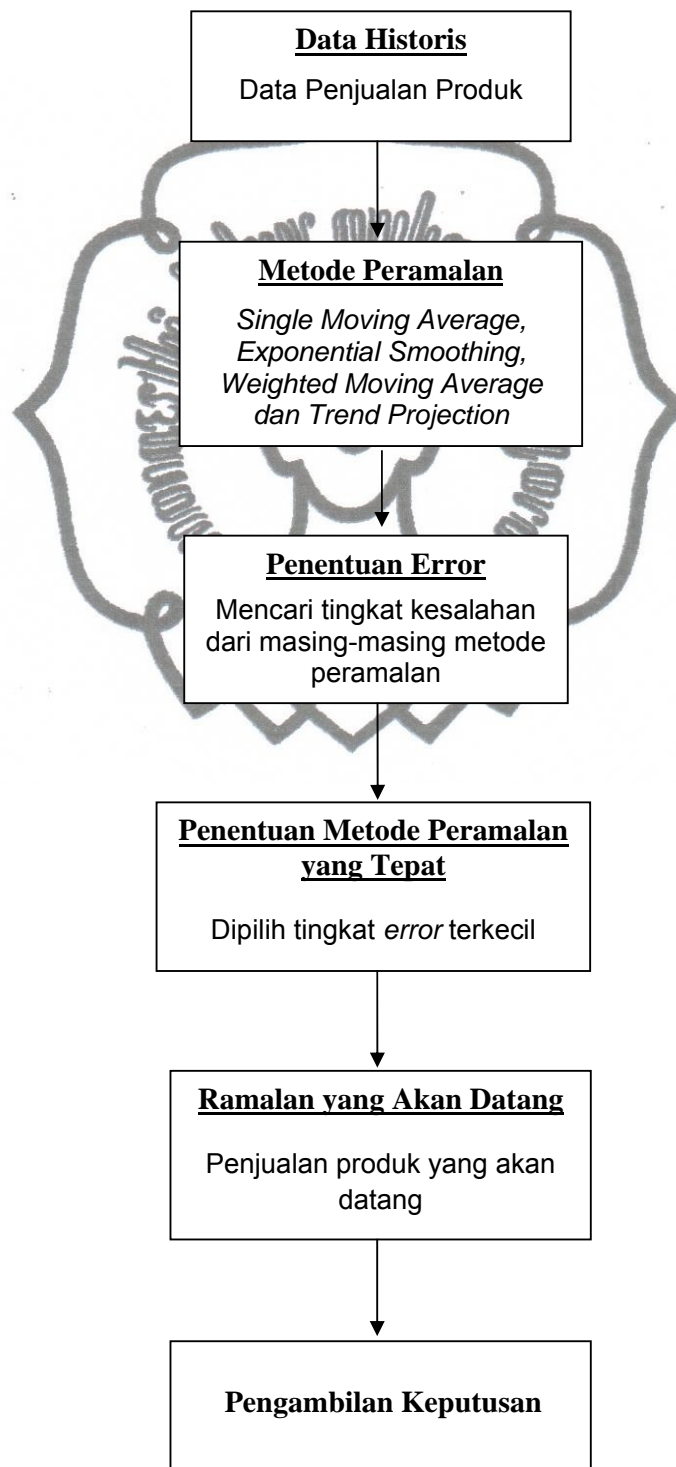 Data Historis
Data Penjualan Produk
Metode Peramalan
Single Moving Average,
Exponential Smoothing,
Weighted Moving Average
dan Trend Projection
Penentuan Error
Mencari tingkat kesalahan
dari masing-masing metode
peramalan
Penentuan Metode Peramalan
yang Tepat
Dipilih tingkat error terkecil
Ramalan yang Akan Datang
Penjualan produk yang akan
datang
Pengambilan Keputusan